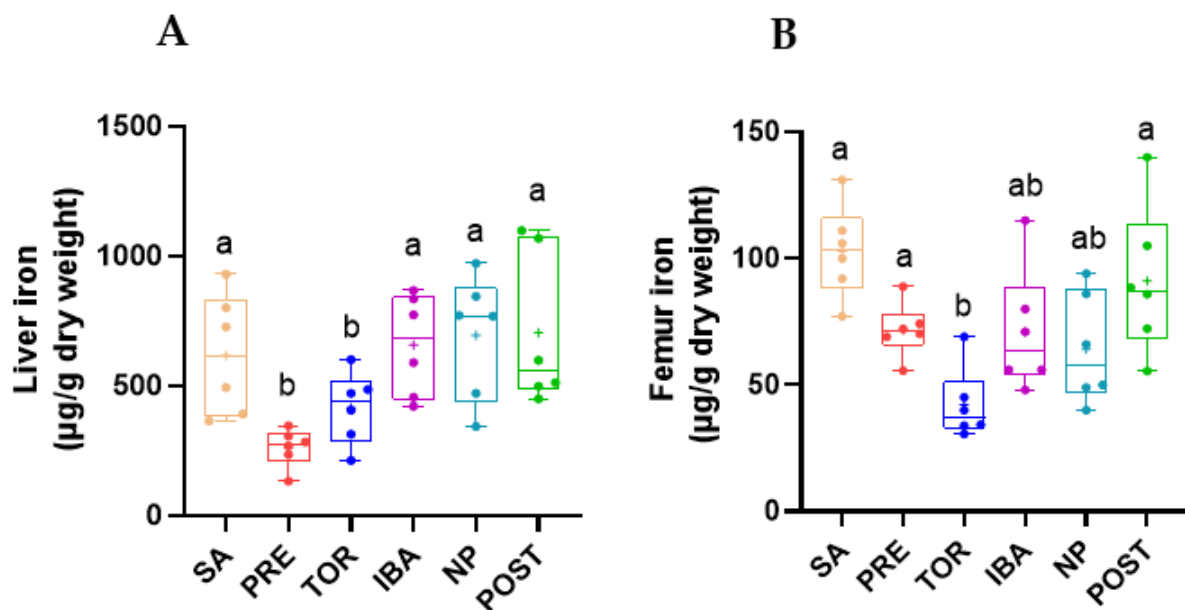 A
Liver iron
(µg/g dry weight)
1500
1000
500
0
a
b
b
a
a
a
SA
PRE
TOR
IBA
NP
POST
B
Femur iron
(µg/g dry weight)
150
100
50
0
a
a
b
ab
ab
a
SA
PRE
TOR
IBA
NP
POST